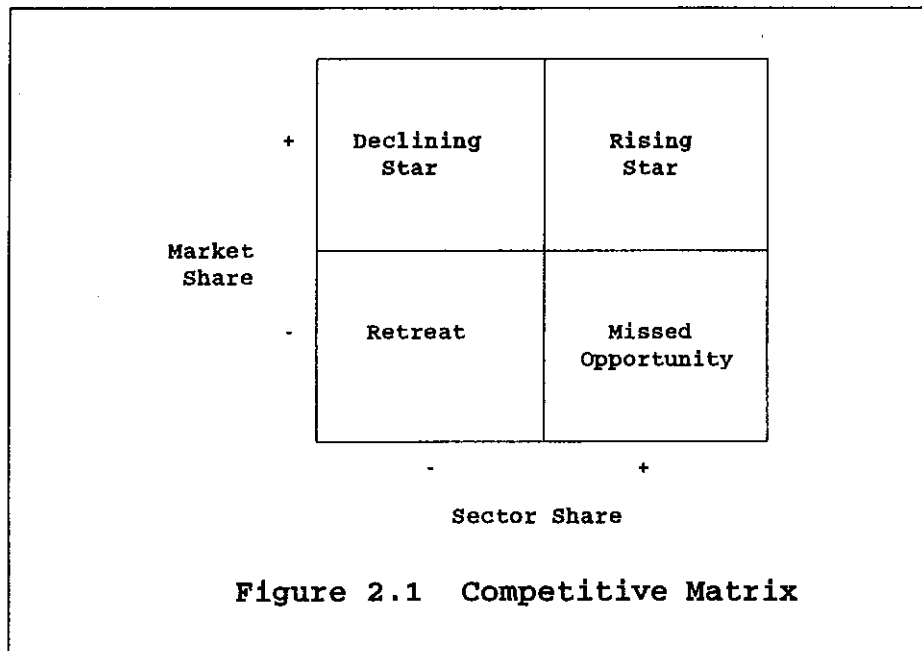 + Declining Rising
Star Star
Market
Share
- Retreat Missed
Opportunity
- +
Sector Share
Figure 2.1 Competitive Matrix